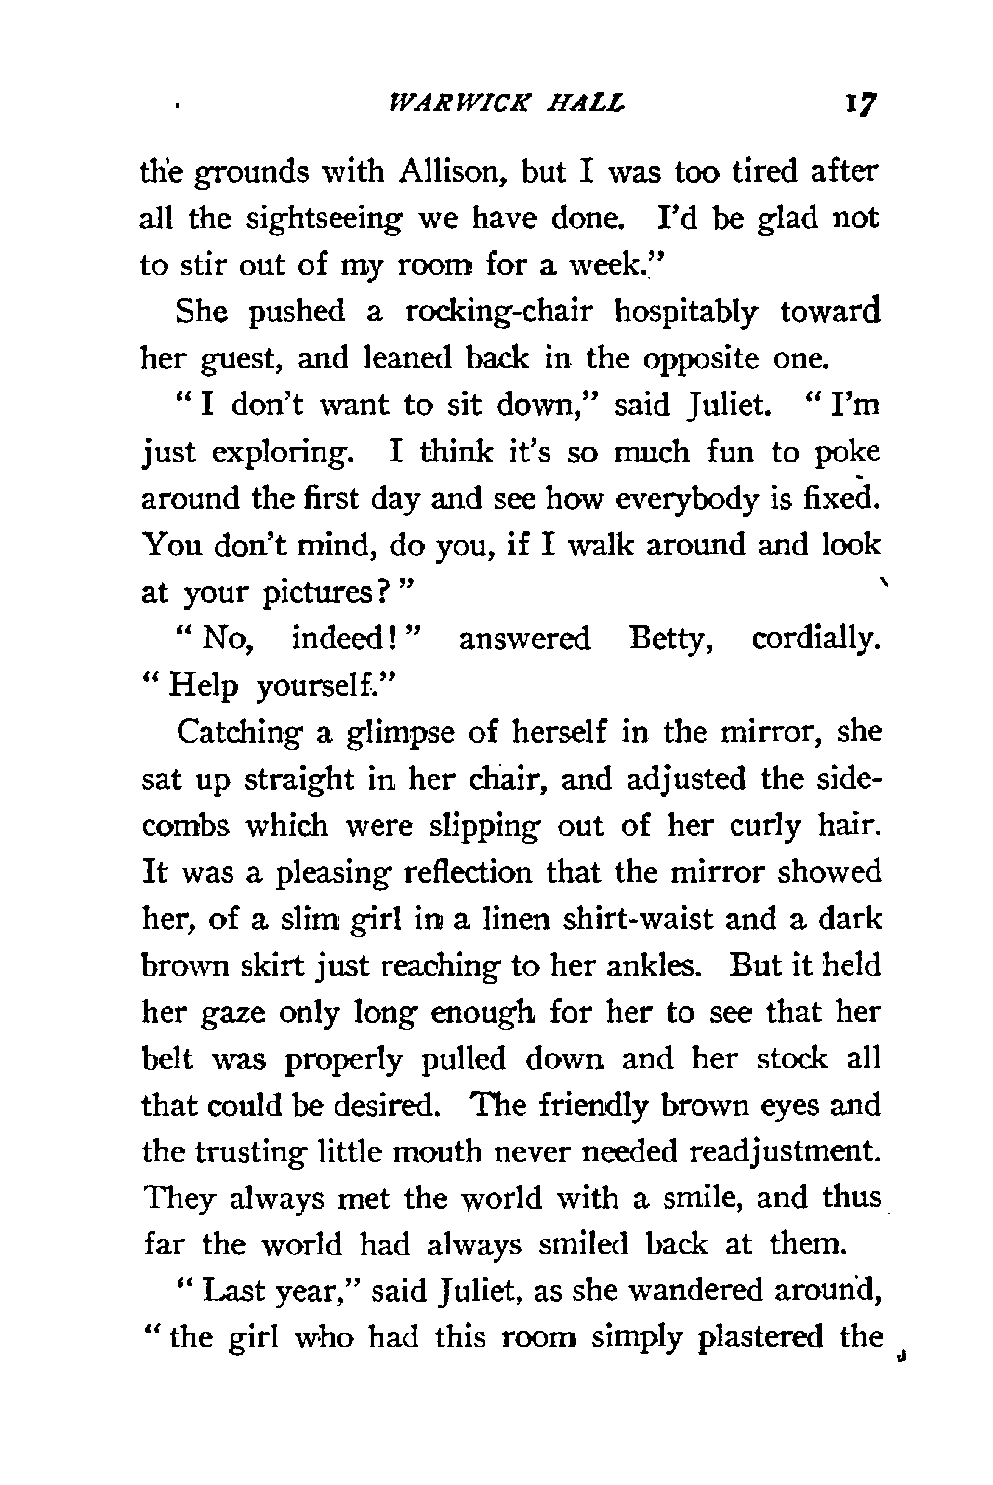 WARWICK HALL 17
the grounds with Allison, but I was too tired after
all the sightseeing we have done. I'd be glad not
to stir out of my room for a week."
She pushed a rocking-chair hospitably toward
her guest, and leaned back in the opposite one.
" I don't want to sit down," said Juliet. " I'm
just exploring. I think it's so much fun to poke
around the first day and see how everybody is fixed.
You don't mind, do you, if I walk around and look
at your pictures? "
" No, indeed! " answered Betty, cordially.
" Help yourself."
Catching a glimpse of herself in the mirror, she
sat up straight in her chair, and adjusted the side-
combs which were slipping out of her curly hair.
It was a pleasing reflection that the mirror showed
her, of a slim girl in a linen shirt-waist and a dark
brown skirt just reaching to her ankles. But it held
her gaze only long enough for her to see that her
belt was properly pulled down and her stock all
that could be desired. The friendly brown eyes and
the trusting little mouth never needed readjustment.
They always met the world with a smile, and thus
far the world had always smiled back at them.
" Last year," said Juliet, as she wandered around,
" the girl who had this room simply plastered the